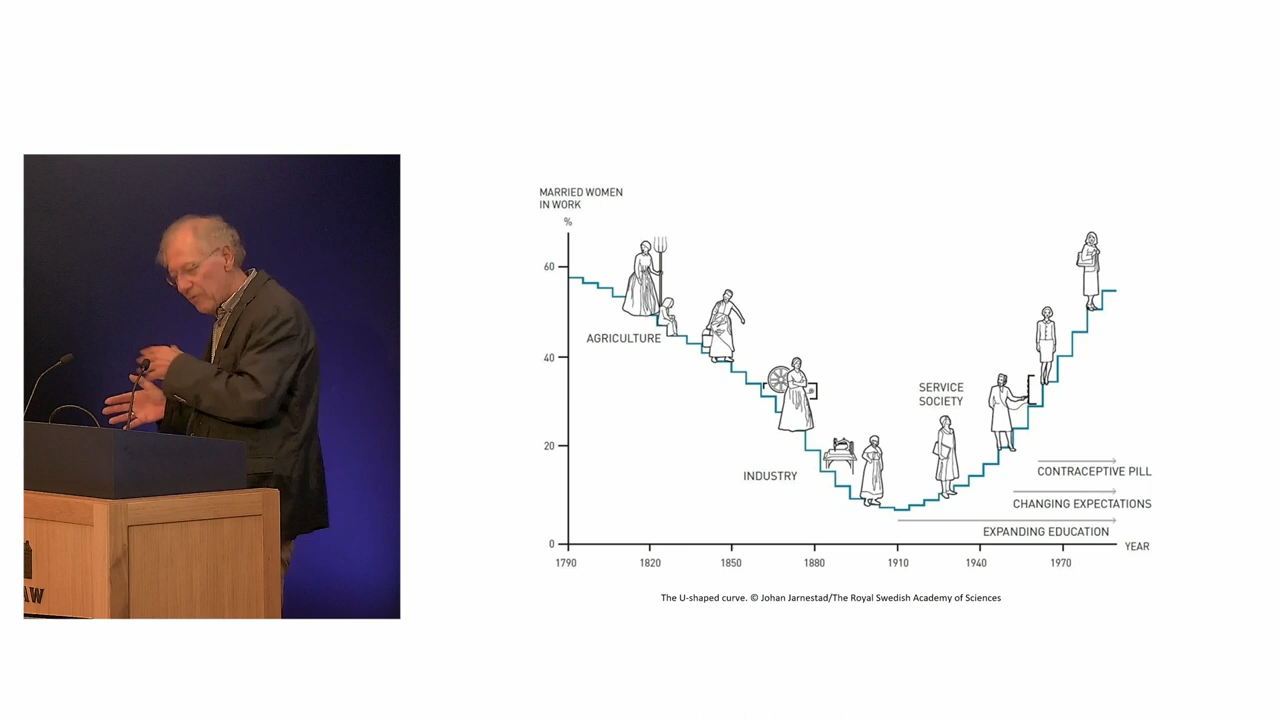 MARRIED WOMEN
IN WORK
%
60
40
20
0
AGRICULTURE
INDUSTRY
SERVICE
SOCIETY
CONTRACEPTIVE PILL
CHANGING EXPECTATIONS
EXPANDING EDUCATION
YEAR
1790 1820 1850 1880 1910 1940 1970
The U-shaped curve. © Johan Jarnestad/The Royal Swedish Academy of Sciences
AW